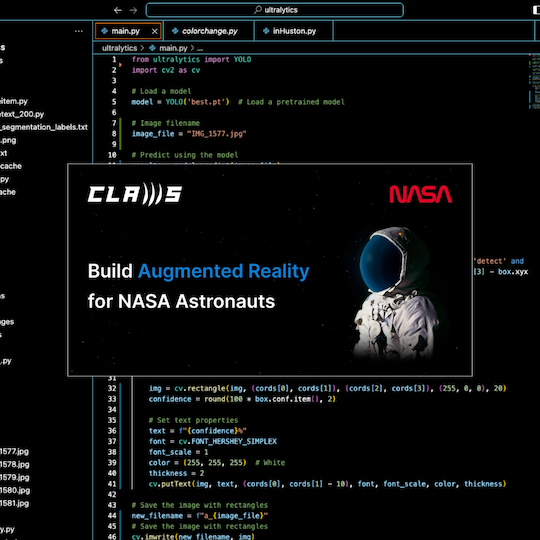 ultralytics
main.py
colorchange.py
inHuston.py
ultralytics > main.py > ...
1 from ultralytics import YOLO
2 import cv2 as cv
3
4 # Load a model
5 model = YOLO('best.pt') # Load a pretrained model
6
7 # Image filename
8 image_file = "IMG_1577.jpg"
9
10 # Predict using the model
CLAWS
NASA
Build Augmented Reality
for NASA Astronauts
'detect' and
[3] - box.xyx
31
32 img = cv.rectangle(img, (cords[0], cords[1]), (cords[2], cords[3]), (255, 0, 0), 20)
33 confidence = round(100 * box.conf.item(), 2)
34
35 # Set text properties
36 text = f"{confidence}%"
37 font = cv.FONT_HERSHEY_SIMPLEX
38 font_scale = 1
39 color = (255, 255, 255) # White
40 thickness = 2
41 cv.putText(img, text, (cords[0], cords[1] - 10), font, font_scale, color, thickness)
42
43 # Save the image with rectangles
44 new_filename = f"a_{image_file}"
45 # Save the image with rectangles
46 cv.imwrite(new_filename, img)
eitem.py
etext_200.py
_segmentation_labels.txt
.png
xt
cache
.py
ache
ns
ages
s
.py
1577.jpg
1578.jpg
1579.jpg
1580.jpg
1581.jpg
y.py